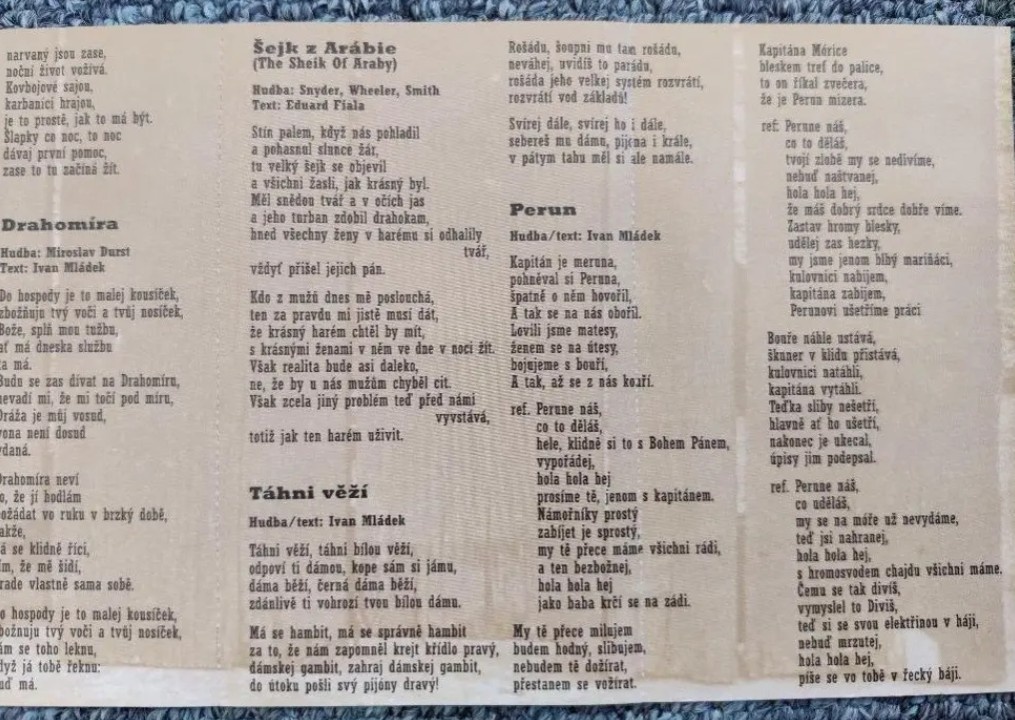 narvaný jsou zase,
noční život vožívá.
Kovbojové sajou,
karbaníci hrajou,
je to prostě, jak to má být.
Šlapky co noc, to noc
dávaj první pomoc,
zase to tu začíná žít.
Drahomíra
Hudba: Miroslav Durst
Text: Ivan Mládek
Do hospody je to malej kousíček,
zbožňuju tvý voči a tvůj nosíček,
Bože, splň mou tužbu,
ať má dneska službu
ta má.
Budu se zas dívat na Drahomíru,
nevadí mi, že mi točí pod míru,
Dráža je můj vosud,
vona není dosud
vdaná.
Drahomíra neví
to, že jí hodlám
požádat vo ruku v brzký době,
takže,
dá se klidně říci,
tím, že mě šidí,
krade vlastně sama sobě.
Do hospody je to malej kousíček,
zbožňuju tvý voči a tvůj nosíček,
sám se toho leknu,
když já tobě řeknu:
buď má.
Šejk z Arábie
(The Sheik Of Araby)
Hudba: Snyder, Wheeler, Smith
Text: Eduard Fiala
Stín palem, když nás pohladil
a pohasnul slunce žár,
tu velký šejk se objevil
a všichni žasli, jak krásný byl.
Měl snědou tvář a v očích jas
a jeho turban zdobil drahokam,
hned všechny ženy v harému si odhalily
tvář,
vždyť přišel jejich pán.
Kdo z mužů dnes mě poslouchá,
ten za pravdu mi jistě musí dát,
že krásný harém chtěl by mít,
s krásnými ženami v něm ve dne v noci žít.
Však realita bude asi daleko,
ne, že by u nás mužům chyběl cit.
Však zcela jiný problém teď před námi
vyvstává,
totiž jak ten harém uživit.
Táhni věží
Hudba/text: Ivan Mládek
Táhni věží, táhni bílou věží,
odpoví ti dámou, kope sám si jámu,
dáma běží, černá dáma běží,
zdánlivě ti vohrozí tvou bílou dámu.
Má se hambit, má se správně hambit
za to, že nám zapomněl krejt křídlo pravý,
dámskej gambit, zahraj dámskej gambit,
do útoku pošli svý pijóny dravý!
Rošádu, šoupni mu tam rošádu,
neváhej, uvidíš to parádu,
rošáda jeho velkej systém rozvrátí,
rozvrátí vod základů!
Svírej dále, svírej ho i dále,
sebereš mu dámu, pijóna i krále,
v pátym tahu měl si ale namále.
Perun
Hudba/text: Ivan Mládek
Kapitán je meruna,
pohněval si Peruna,
špatně o něm hovořil,
A tak se na nás obořil.
Lovili jsme matesy,
ženem se na útesy,
bojujeme s bouří,
A tak, až se z nás kouří.
ref. Perune náš,
co to děláš,
hele, klidně si to s Bohem Pánem,
vypořádej,
hola hola hej
prosíme tě, jenom s kapitánem.
Námořníky prostý
zabíjet je sprostý,
my tě přece máme všichni rádi,
a ten bezbožnej,
hola hola hej
jako baba krčí se na zádi.
My tě přece milujem
budem hodný, slibujem,
nebudem tě dožírat,
přestanem se vožírat.
Kapitána Mórice
bleskem tref do palice,
to on říkal zvečera,
že je Perun mizera.
ref. Perune náš,
co to děláš,
tvojí zlobě my se nedivíme,
nebuď naštvanej,
hola hola hej,
že máš dobrý srdce dobře víme.
Zastav hromy blesky,
udělej zas hezky,
my jsme jenom blbý mariňáci,
kulovnici nabijem,
kapitána zabijem,
Perunovi ušetříme práci
Bouře náhle ustává,
škuner v klidu přistává,
kulovnici natáhli,
kapitána vytáhli.
Teďka sliby nešetří,
hlavně ať ho ušetří,
nakonec je ukecal,
úpisy jim podepsal.
ref. Perune náš,
co uděláš,
my se na moře už nevydáme,
teď jsi nahranej,
hola hola hej,
s hromosvodem chajdu všichni máme.
Čemu se tak divíš,
vymyslel to Diviš,
teď si se svou elektřinou v háji,
nebuď mrzutej,
hola hola hej,
píše se vo tobě v řecký báji.